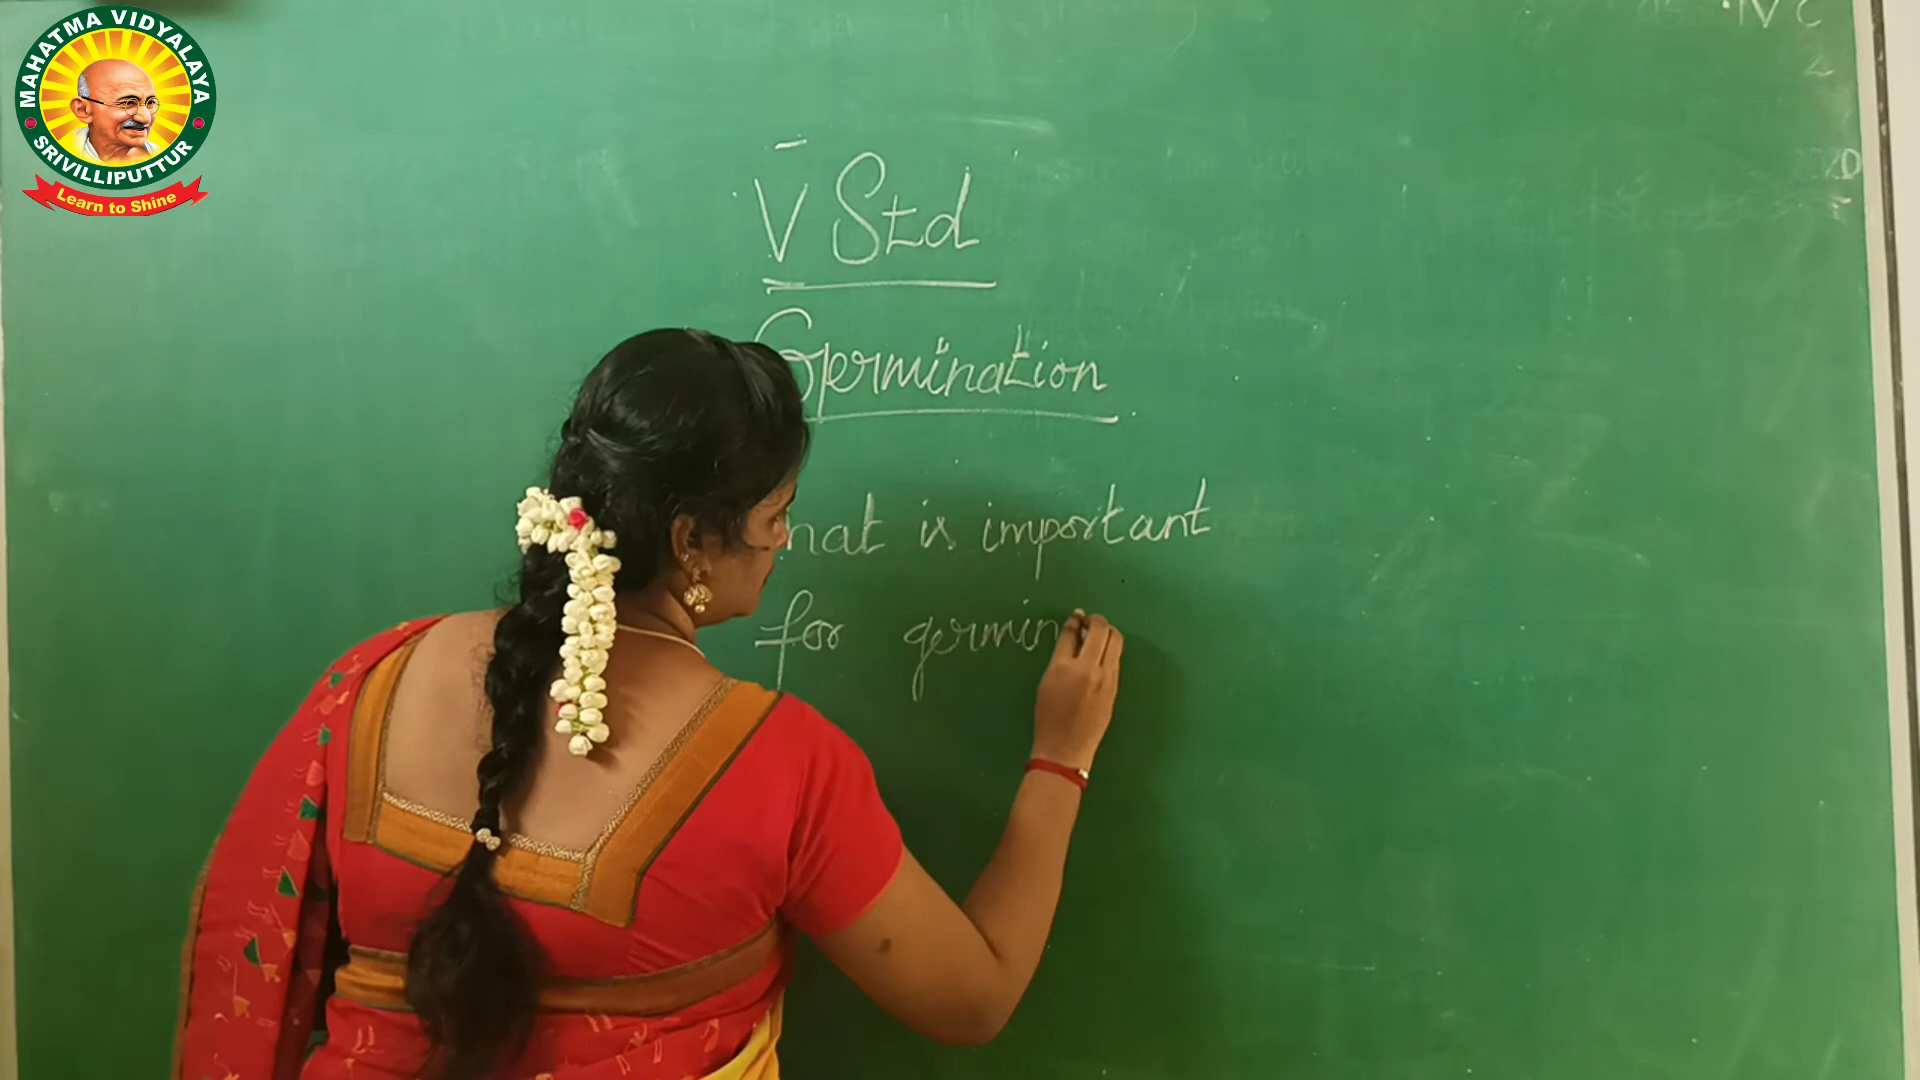 MAHATMA VIDYALAYA
SRIVILLIPUTTUR
Learn to Shine
V Std
Germination
hat is important
for germin